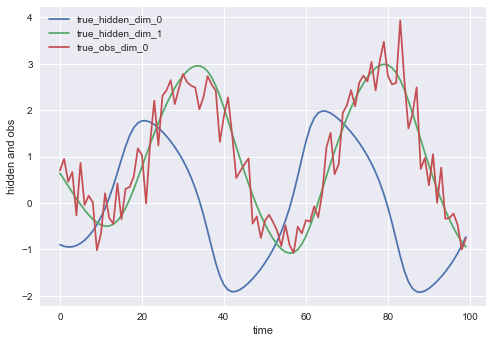 true_hidden_dim_0
true_hidden_dim_1
true_obs_dim_0
hidden and obs
4
3
2
1
0
−1
−2
0 20 40 60 80 100
time